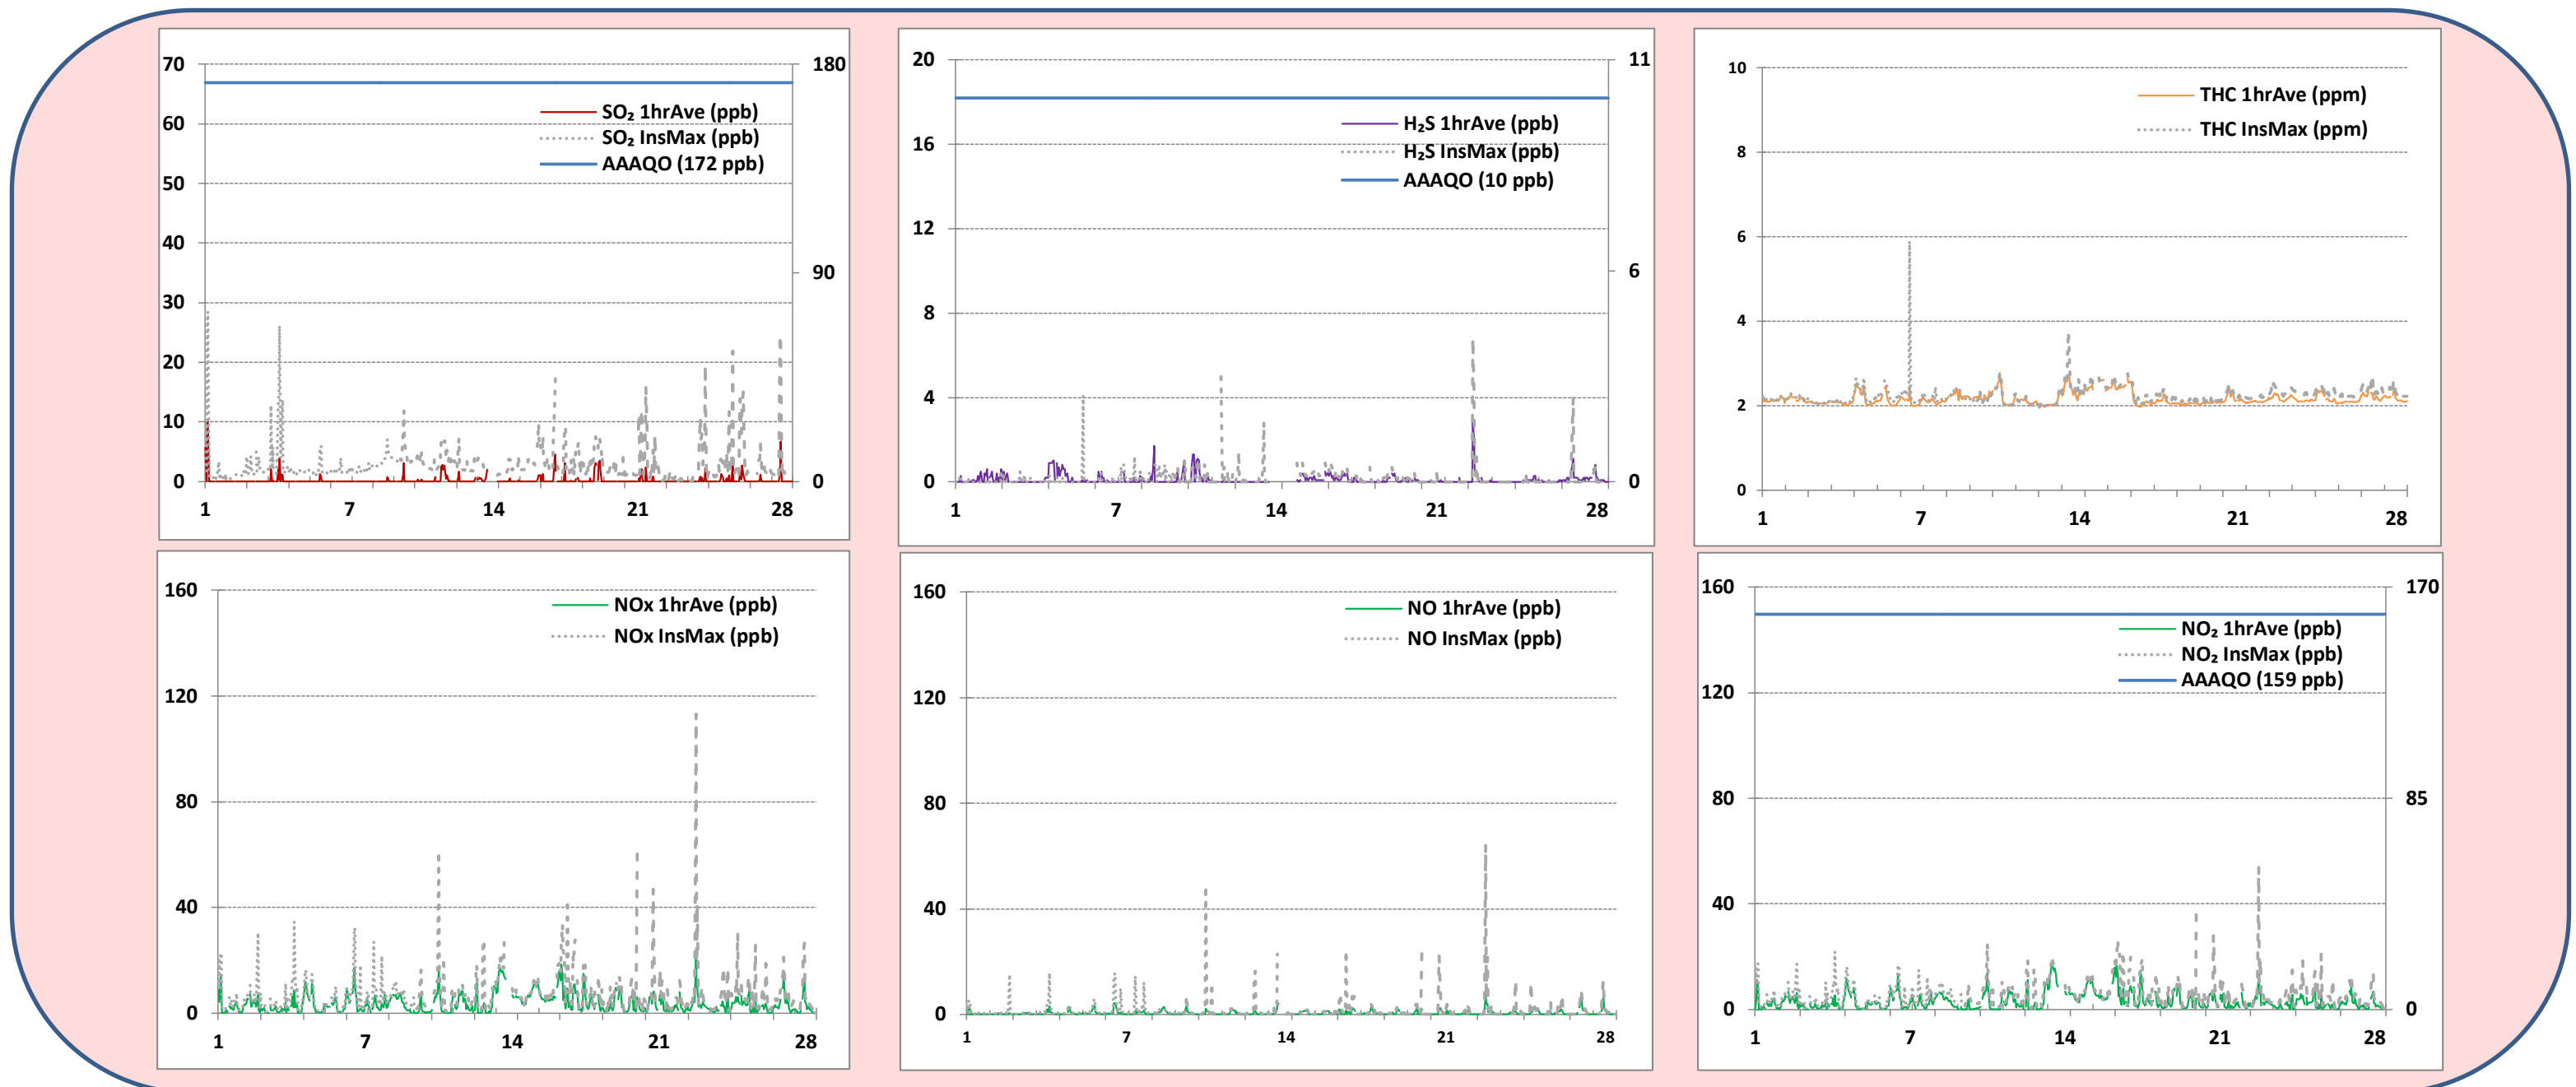 70
60
50
40
30
20
10
0
180
90
0
SO₂ 1hrAve (ppb)
SO₂ InsMax (ppb)
AAAQO (172 ppb)
1 7 14 21 28
20
16
12
8
4
0
11
6
0
H₂S 1hrAve (ppb)
H₂S InsMax (ppb)
AAAQO (10 ppb)
1 7 14 21 28
10
8
6
4
2
0
THC 1hrAve (ppm)
THC InsMax (ppm)
1 7 14 21 28
160
120
80
40
0
NOx 1hrAve (ppb)
NOx InsMax (ppb)
1 7 14 21 28
160
120
80
40
0
NO 1hrAve (ppb)
NO InsMax (ppb)
1 7 14 21 28
160
120
80
40
0
170
85
0
NO₂ 1hrAve (ppb)
NO₂ InsMax (ppb)
AAAQO (159 ppb)
1 7 14 21 28